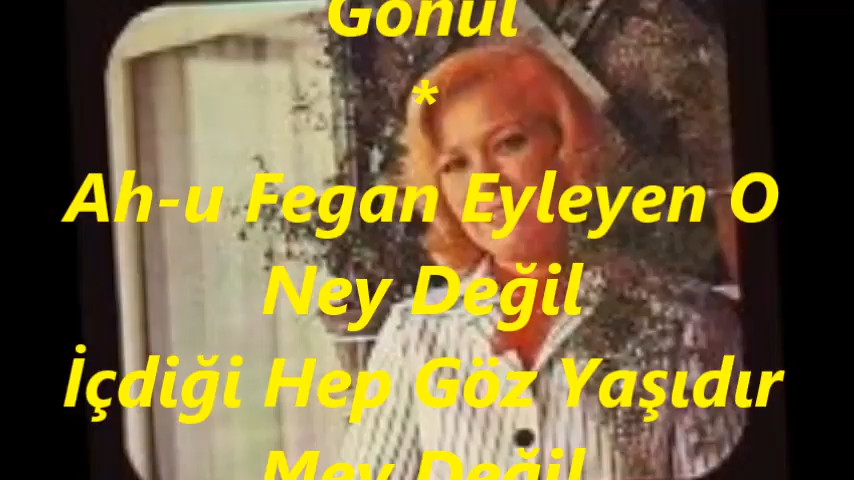 Gönül
*
Ah-u Fegan Eyleyen O
Ney Değil
İçdiği Hep Göz Yaşıdır
Mey Değil